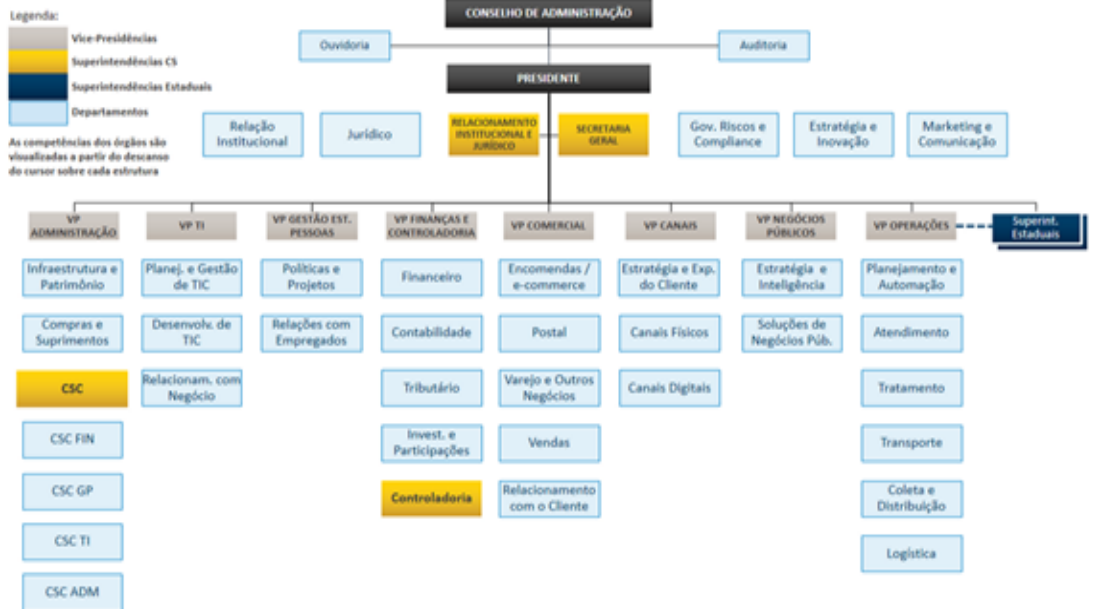 Legenda:
Vice-Presidências
Superintendências CS
Superintendências Estaduais
Departamentos
As competências dos órgãos são
visualizadas a partir do descanso
do cursor sobre cada estrutura
CONSELHO DE ADMINISTRAÇÃO
Ouvidoria
Auditoria
PRESIDENTE
Relação
Institucional
Jurídico
RELACIONAMENTO
INSTITUCIONAL E
JURÍDICO
SECRETARIA
GERAL
Gov. Riscos e
Compliance
Estratégia e
Inovação
Marketing e
Comunicação
VP
ADMINISTRAÇÃO
VP TI
VP GESTÃO EST.
PESSOAS
VP FINANÇAS E
CONTROLADORIA
VP COMERCIAL
VP CANAIS
VP NEGÓCIOS
PÚBLICOS
VP OPERAÇÕES
Superint.
Estaduais
Infraestrutura e
Patrimônio
Planej. e Gestão
de TIC
Políticas e
Projetos
Financeiro
Encomendas /
e-commerce
Estratégia e Exp.
do Cliente
Estratégia e
Inteligência
Planejamento e
Automação
Compras e
Suprimentos
Desenvolv. de
TIC
Relações com
Empregados
Contabilidade
Postal
Canais Físicos
Soluções de
Negócios Púb.
Atendimento
CSC
Relacionam. com
Negócio
Tributário
Varejo e Outros
Negócios
Canais Digitais
Tratamento
CSC FIN
Invest. e
Participações
Vendas
Transporte
CSC GP
Controladoria
Relacionamento
com o Cliente
Coleta e
Distribuição
CSC TI
Logística
CSC ADM